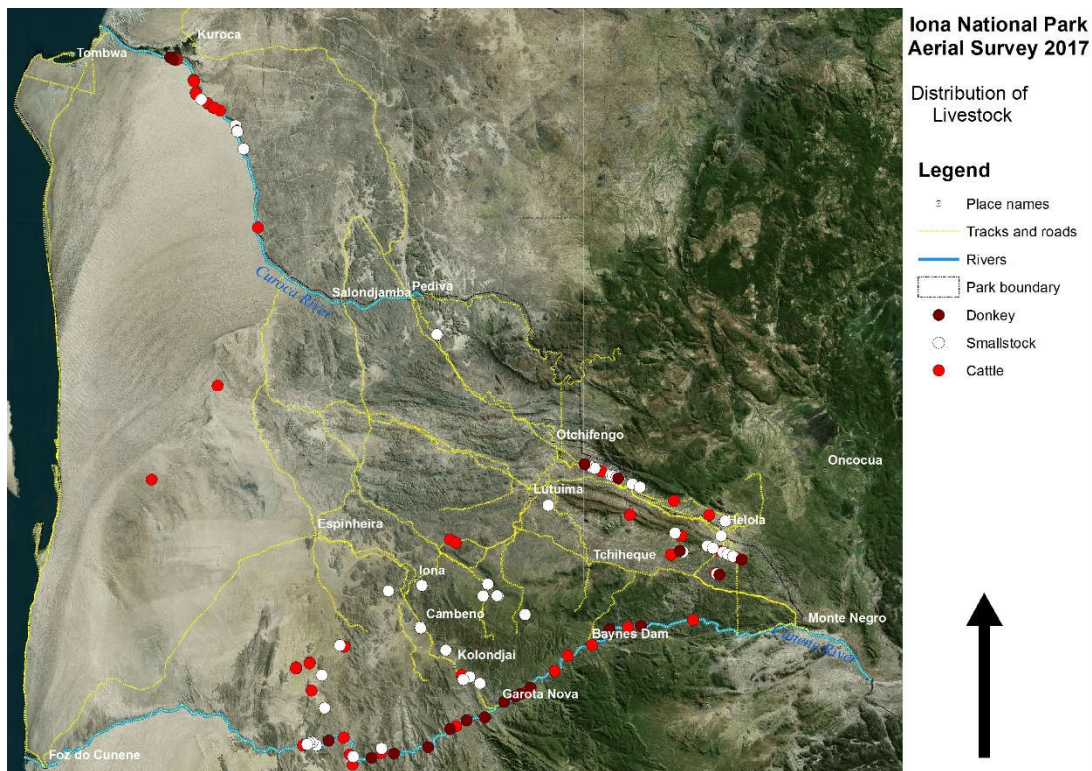 Iona National Park
Aerial Survey 2017
Distribution of
Livestock
Legend
Place names
Tracks and roads
Rivers
Park boundary
Donkey
Smallstock
Cattle
Kuroca
Tombwa
Curoca River
Salondjamba
Pediva
Otchifengo
Oncocua
Lutuima
Helola
Espinheira
Tchiheque
Iona
Cambeno
Monte Negro
Baynes Dam
Cunene River
Kolondjai
Garota Nova
Foz do Cunene